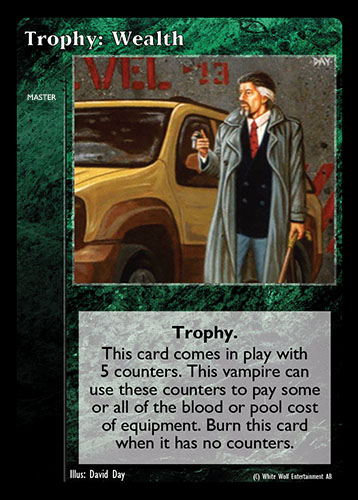 Trophy: Wealth
MASTER
VEL -13
DAY
Trophy.
This card comes in play with
5 counters. This vampire can
use these counters to pay some
or all of the blood or pool cost
of equipment. Burn this card
when it has no counters.
Illus: David Day
(C) White Wolf Entertainment AB